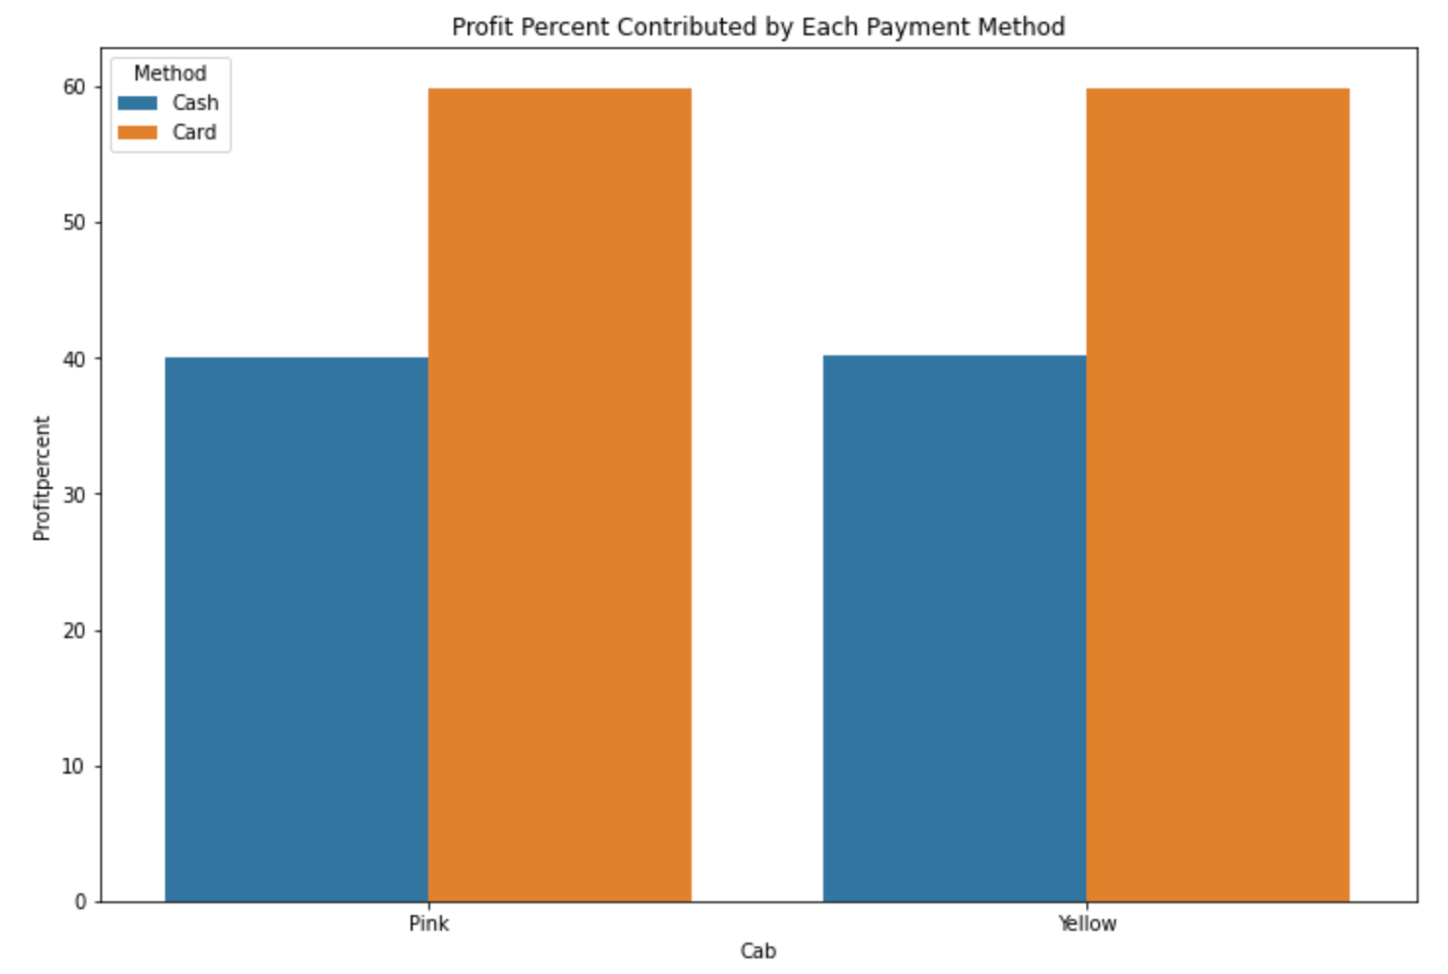 Profit Percent Contributed by Each Payment Method
Method
Cash
Card
60
50
40
30
20
10
0
Profitpercent
Pink
Yellow
Cab